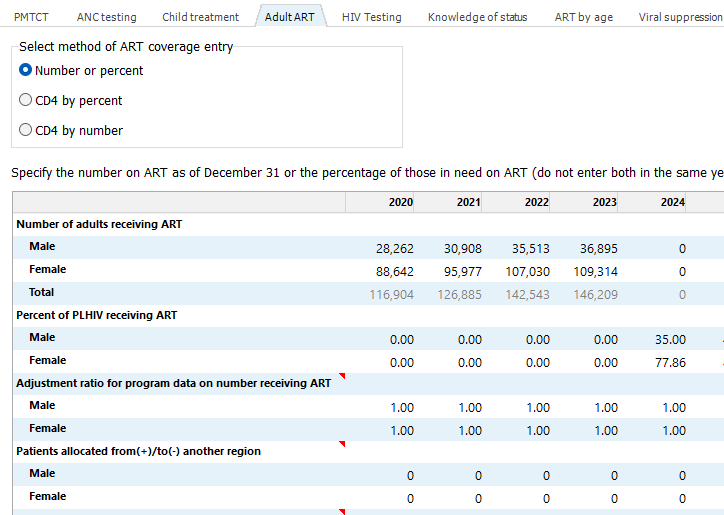 PMTCT ANC testing Child treatment Adult ART HIV Testing Knowledge of status ART by age Viral suppression
Select method of ART coverage entry
Number or percent
CD4 by percent
CD4 by number
Specify the number on ART as of December 31 or the percentage of those in need on ART (do not enter both in the same ye
2020 2021 2022 2023 2024
Number of adults receiving ART
Male 28,262 30,908 35,513 36,895 0
Female 88,642 95,977 107,030 109,314 0
Total 116,904 126,885 142,543 146,209 0
Percent of PLHIV receiving ART
Male 0.00 0.00 0.00 0.00 35.00
Female 0.00 0.00 0.00 0.00 77.86
Adjustment ratio for program data on number receiving ART
Male 1.00 1.00 1.00 1.00 1.00
Female 1.00 1.00 1.00 1.00 1.00
Patients allocated from(+)/to(-) another region
Male 0 0 0 0 0
Female 0 0 0 0 0